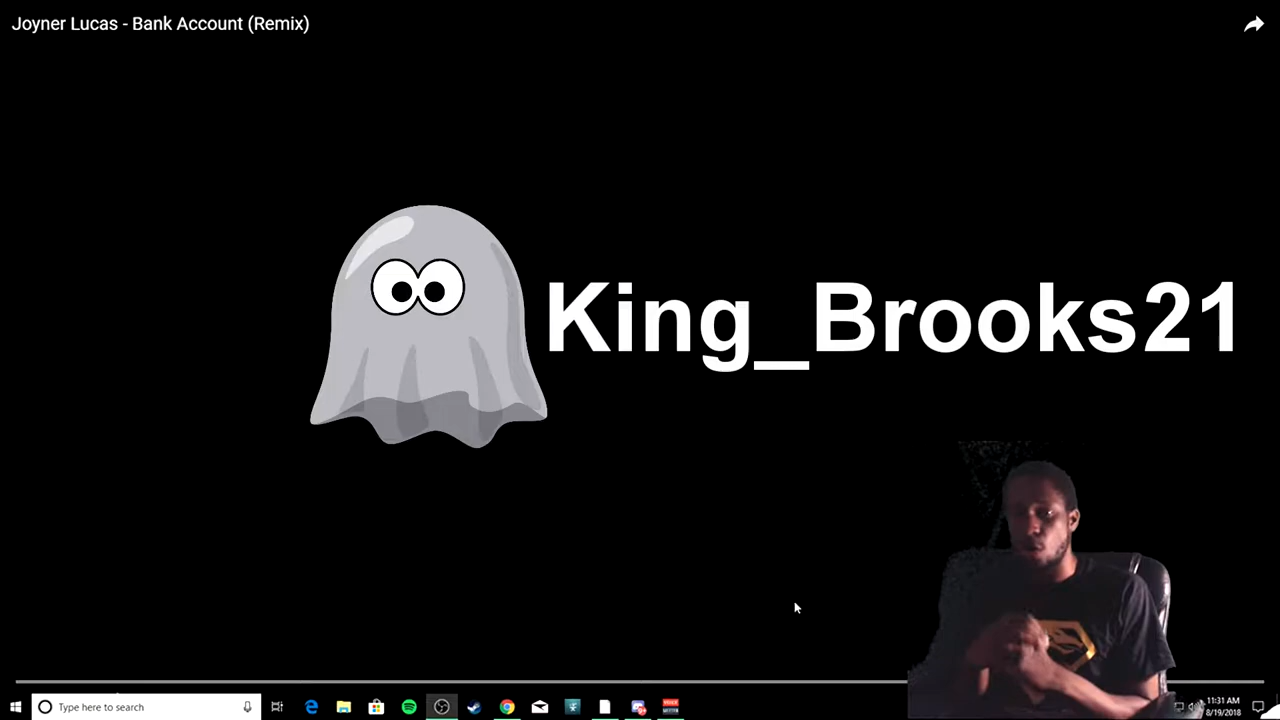 Joyner Lucas - Bank Account (Remix)
King_Brooks21
Type here to search
11:31 AM
8/19/2018